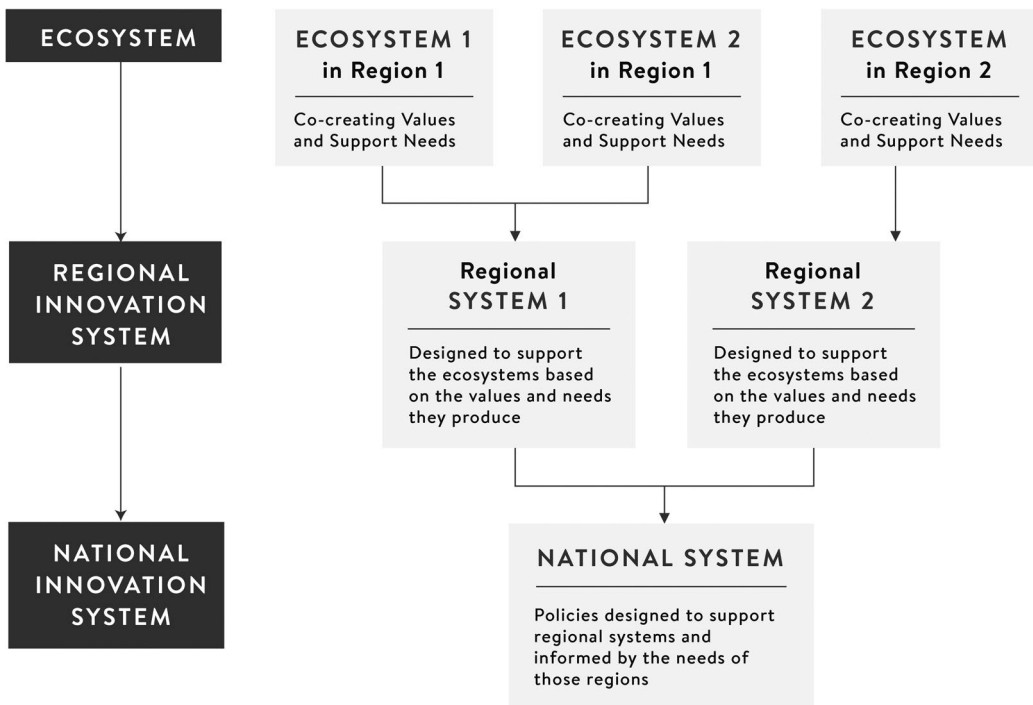 ECOSYSTEM
REGIONAL
INNOVATION
SYSTEM
NATIONAL
INNOVATION
SYSTEM
ECOSYSTEM 1
in Region 1
Co-creating Values
and Support Needs
ECOSYSTEM 2
in Region 1
Co-creating Values
and Support Needs
ECOSYSTEM
in Region 2
Co-creating Values
and Support Needs
Regional
SYSTEM 1
Designed to support
the ecosystems based
on the values and needs
they produce
Regional
SYSTEM 2
Designed to support
the ecosystems based
on the values and needs
they produce
NATIONAL SYSTEM
Policies designed to support
regional systems and
informed by the needs of
those regions